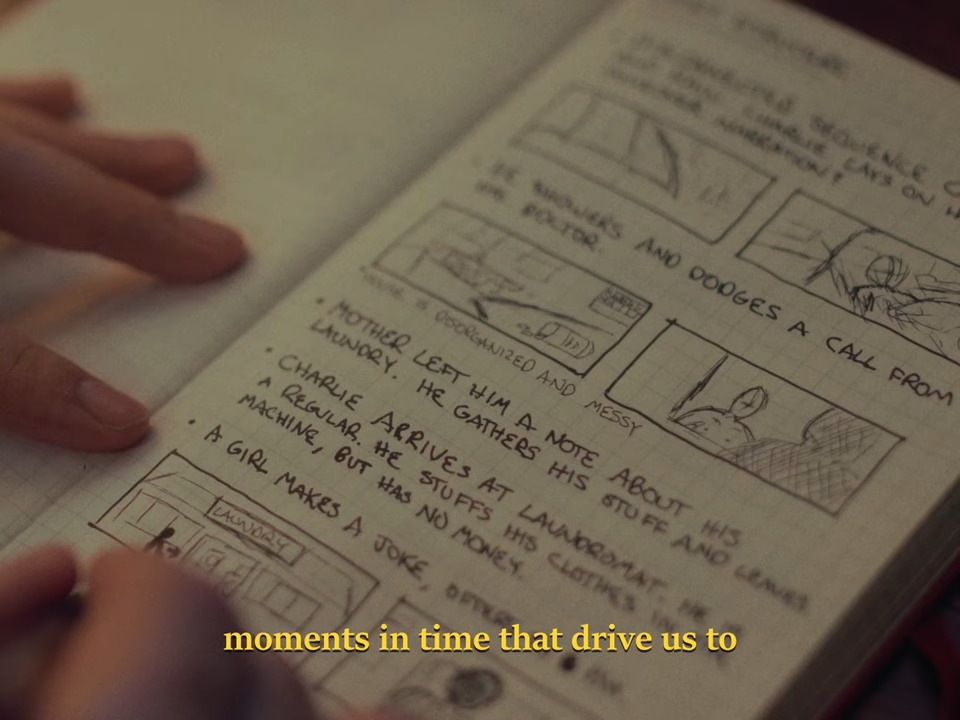 SEQUENCE
CHARLIE LAYS ON
NARRATION?
HE SHOWERS AND DODGES A CALL FROM
DOCTOR.
HOUSE IS DISORGANIZED AND MESSY
• MOTHER LEFT HIM A NOTE ABOUT HIS
LAUNDRY. HE GATHERS HIS STUFF AND LEAVES
• CHARLIE ARRIVES AT LAUNDROMAT. HE
A REGULAR. HE STUFFS HIS CLOTHES IN
MACHINE, BUT HAS NO MONEY.
• A GIRL MAKES A JOKE,
LAUNDRY
moments in time that drive us to